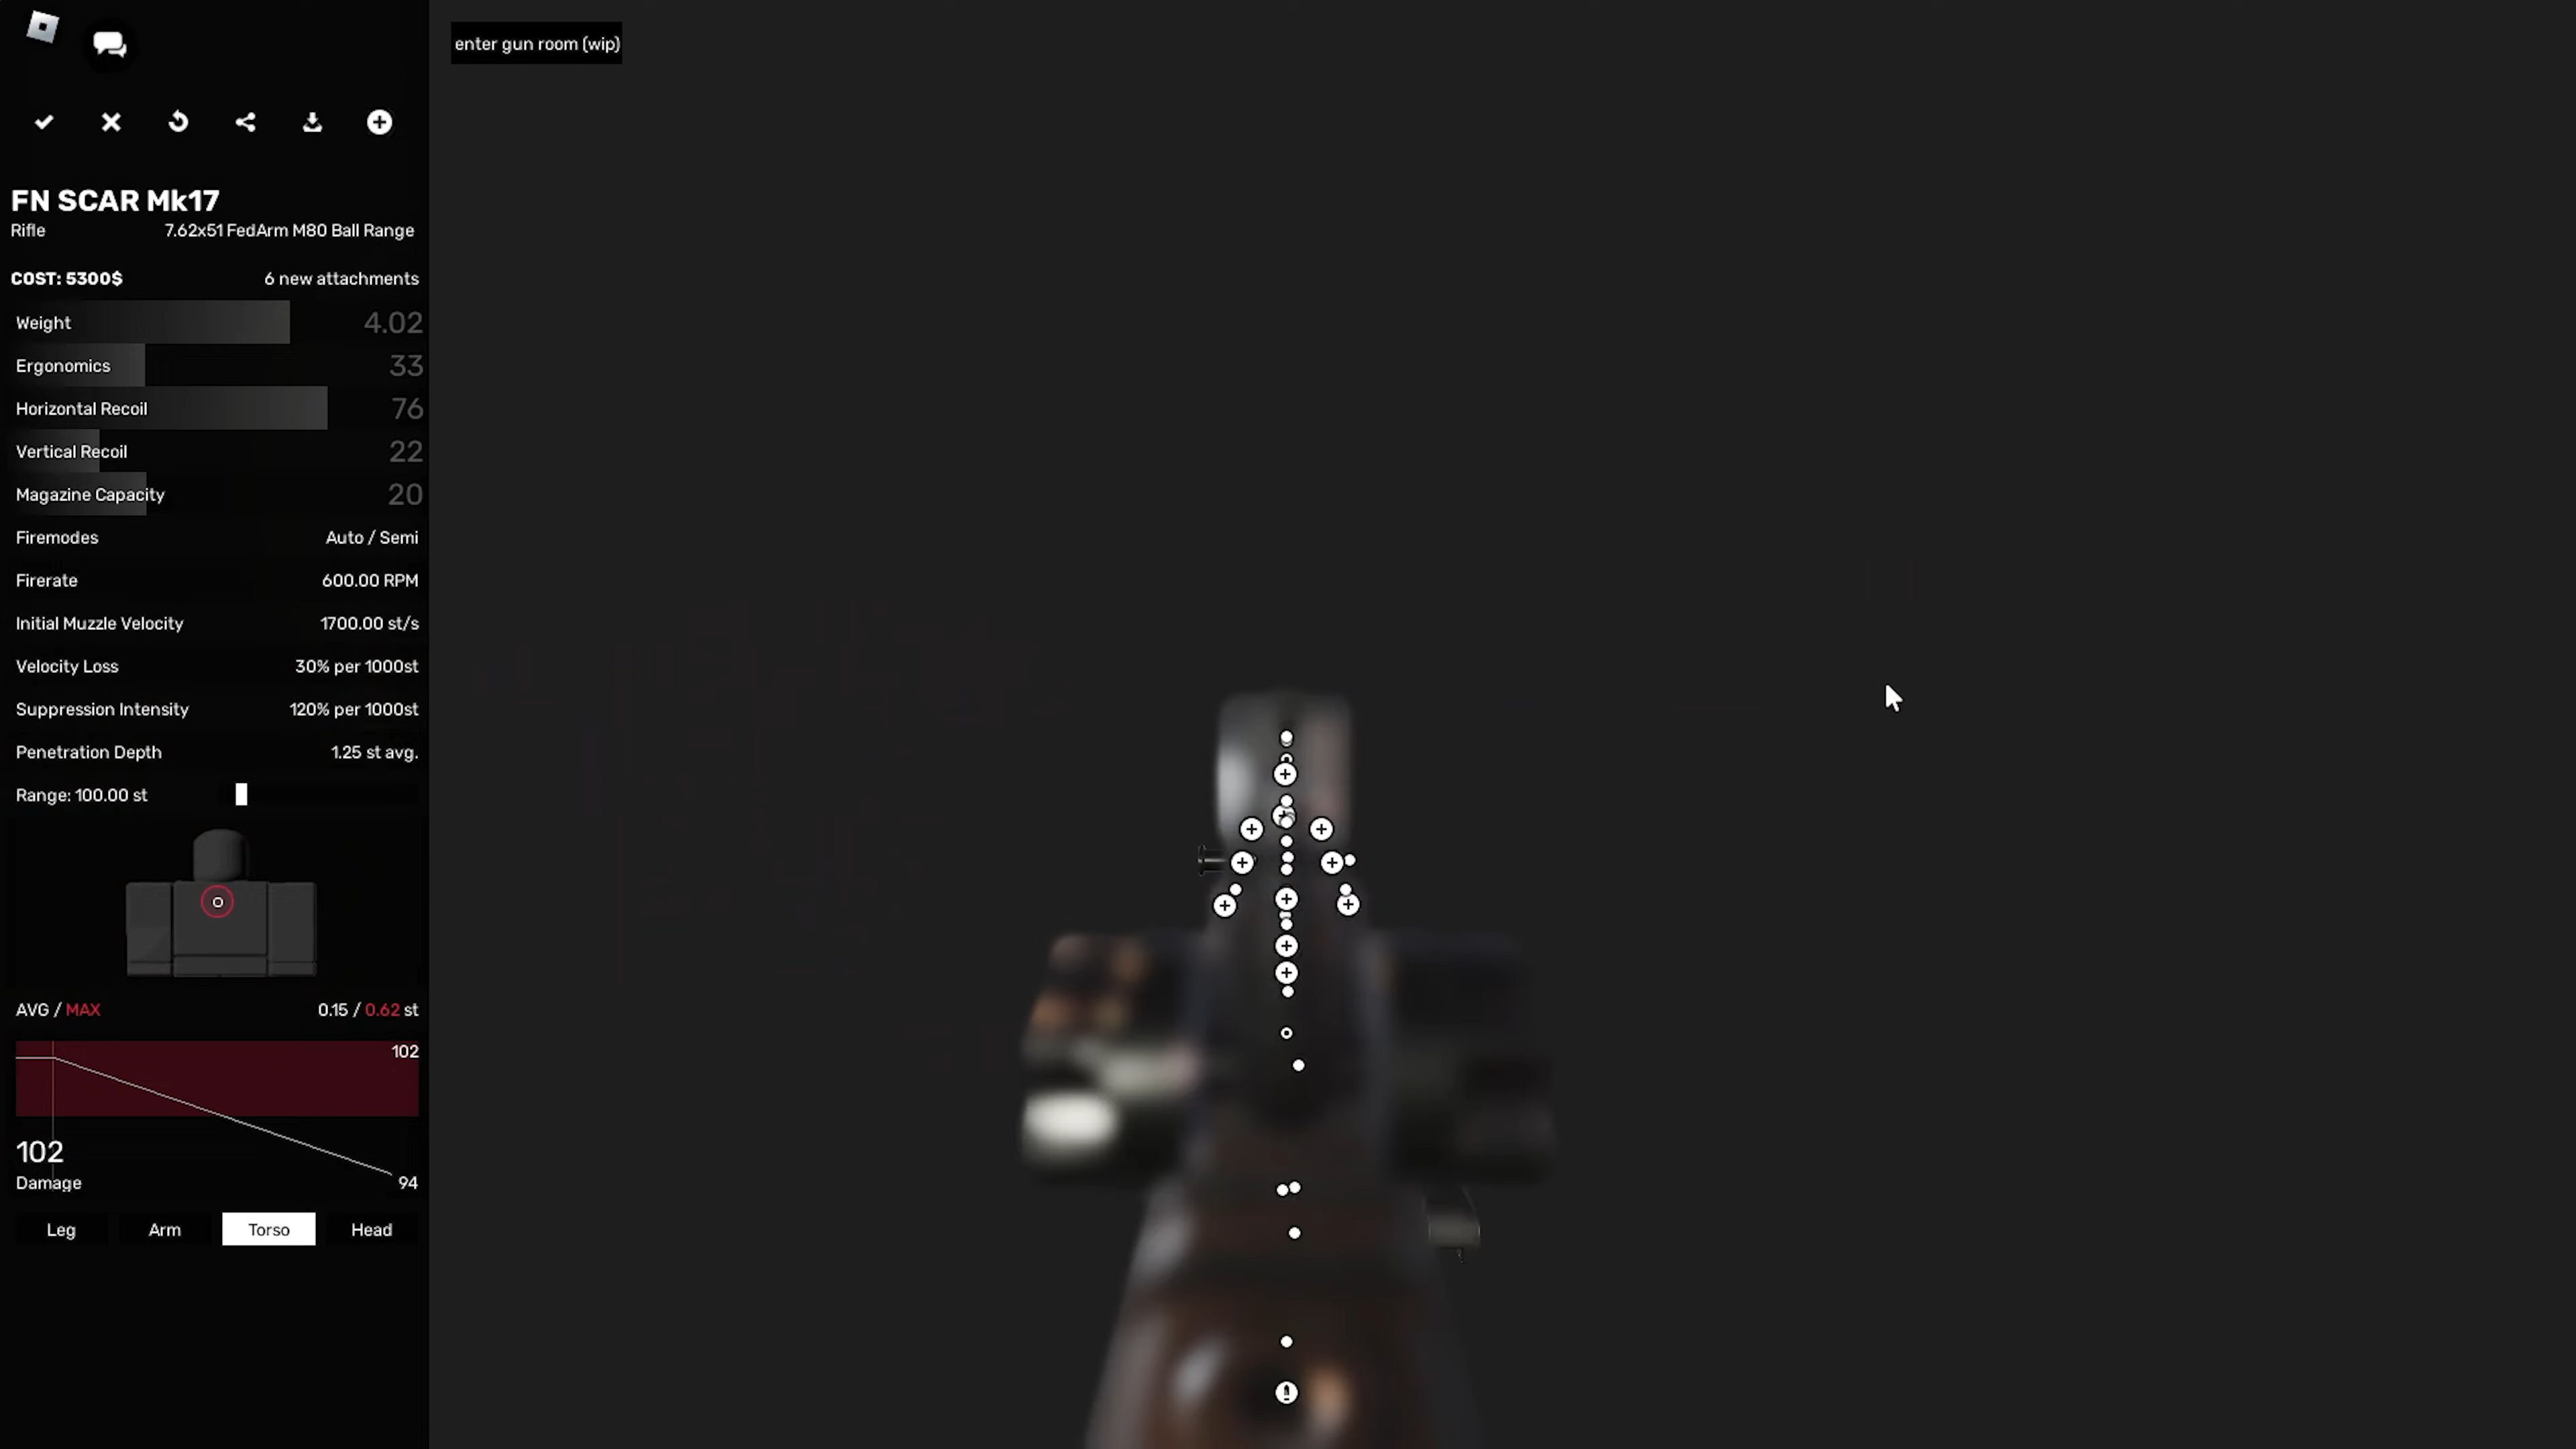 enter gun room (wip)
FN SCAR Mk17
Rifle 7.62x51 FedArm M80 Ball Range
COST: 5300$ 6 new attachments
Weight 4.02
Ergonomics 33
Horizontal Recoil 76
Vertical Recoil 22
Magazine Capacity 20
Firemodes Auto / Semi
Firerate 600.00 RPM
Initial Muzzle Velocity 1700.00 st/s
Velocity Loss 30% per 1000st
Suppression Intensity 120% per 1000st
Penetration Depth 1.25 st avg.
Range: 100.00 st
AVG / MAX 0.15 / 0.62 st
102
102
Damage 94
Leg Arm Torso Head